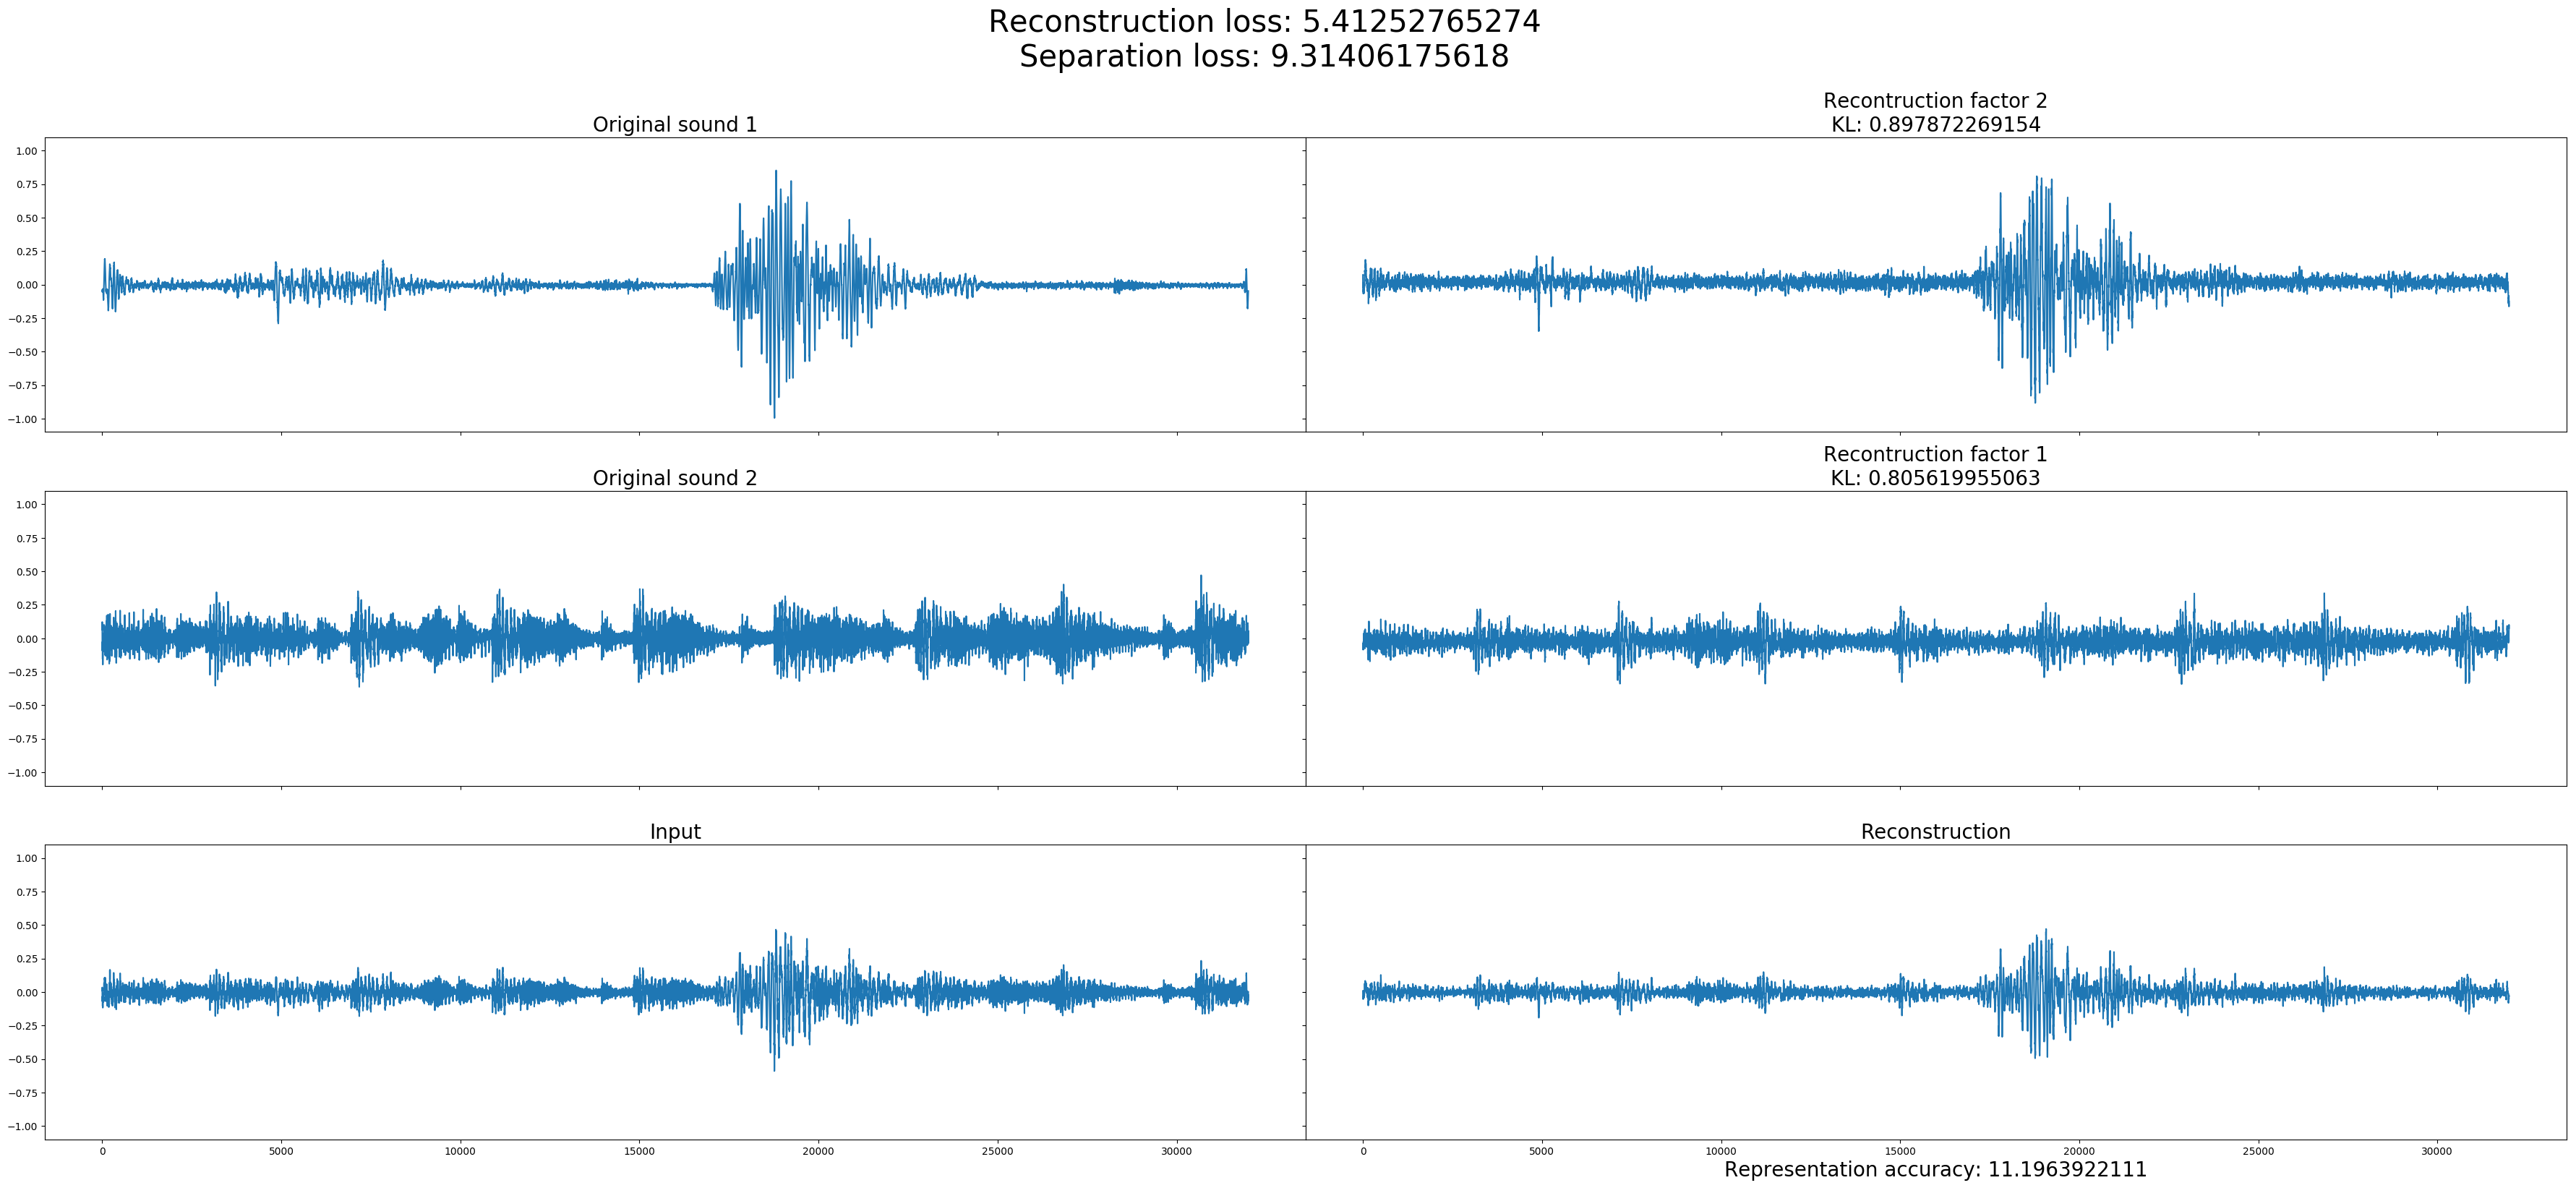 Reconstruction loss: 5.41252765274
Separation loss: 9.31406175618
Original sound 1
Recontruction factor 2
KL: 0.897872269154
1.00
0.75
0.50
0.25
0.00
−0.25
−0.50
−0.75
−1.00
Original sound 2
Recontruction factor 1
KL: 0.805619955063
1.00
0.75
0.50
0.25
0.00
−0.25
−0.50
−0.75
−1.00
Input
Reconstruction
1.00
0.75
0.50
0.25
0.00
−0.25
−0.50
−0.75
−1.00
0 5000 10000 15000 20000 25000 30000
0 5000 10000 15000 20000 25000 30000
Representation accuracy: 11.1963922111